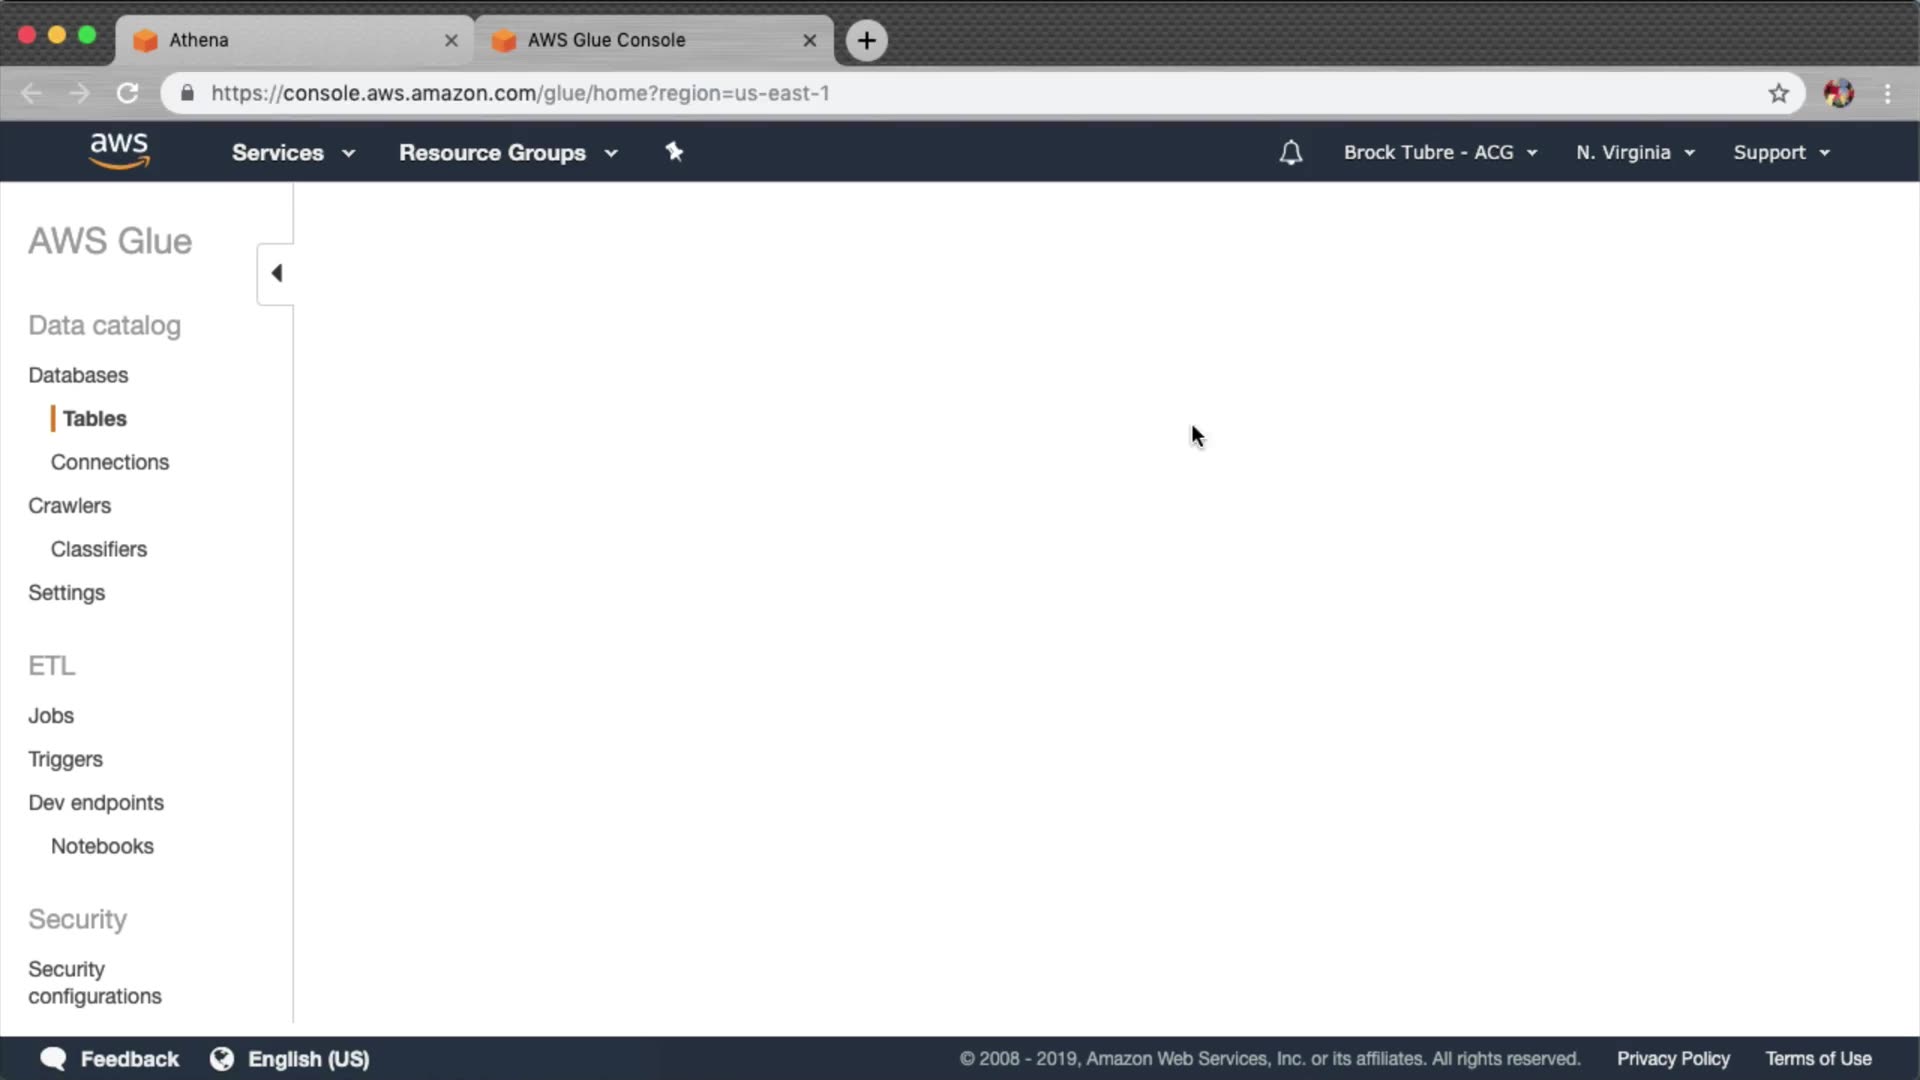 Athena
AWS Glue Console
https://console.aws.amazon.com/glue/home?region=us-east-1
aws
Services
Resource Groups
Brock Tubre - ACG
N. Virginia
Support
AWS Glue
Data catalog
Databases
Tables
Connections
Crawlers
Classifiers
Settings
ETL
Jobs
Triggers
Dev endpoints
Notebooks
Security
Security
configurations
Feedback
English (US)
© 2008 - 2019, Amazon Web Services, Inc. or its affiliates. All rights reserved.
Privacy Policy
Terms of Use